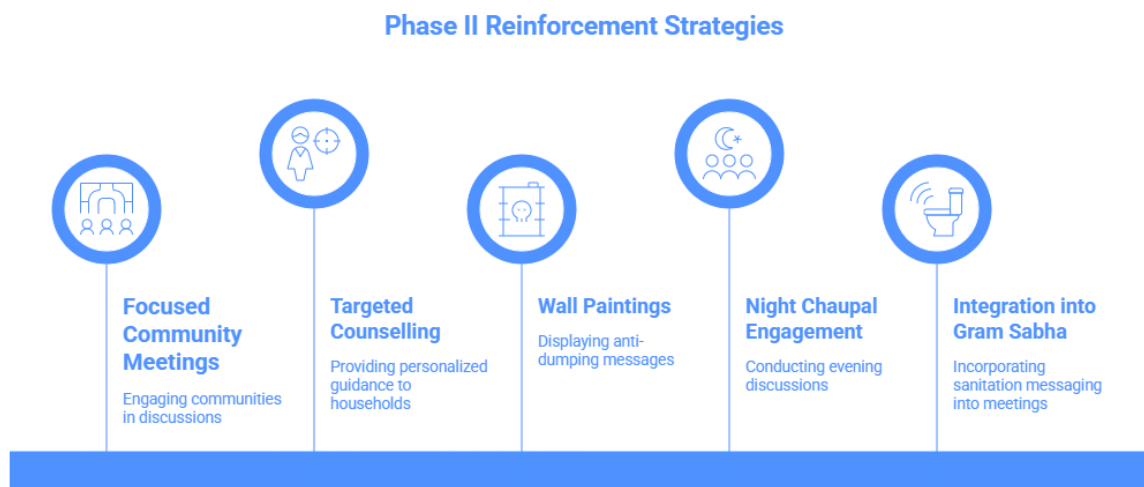 Phase II Reinforcement Strategies
Focused
Community
Meetings
Engaging communities
in discussions
Targeted
Counselling
Providing personalized
guidance to
households
Wall Paintings
Displaying anti-
dumping messages
Night Chaupal
Engagement
Conducting evening
discussions
Integration into
Gram Sabha
Incorporating
sanitation messaging
into meetings